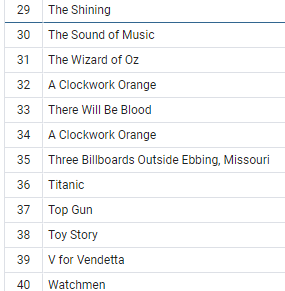 29 The Shining
30 The Sound of Music
31 The Wizard of Oz
32 A Clockwork Orange
33 There Will Be Blood
34 A Clockwork Orange
35 Three Billboards Outside Ebbing, Missouri
36 Titanic
37 Top Gun
38 Toy Story
39 V for Vendetta
40 Watchmen